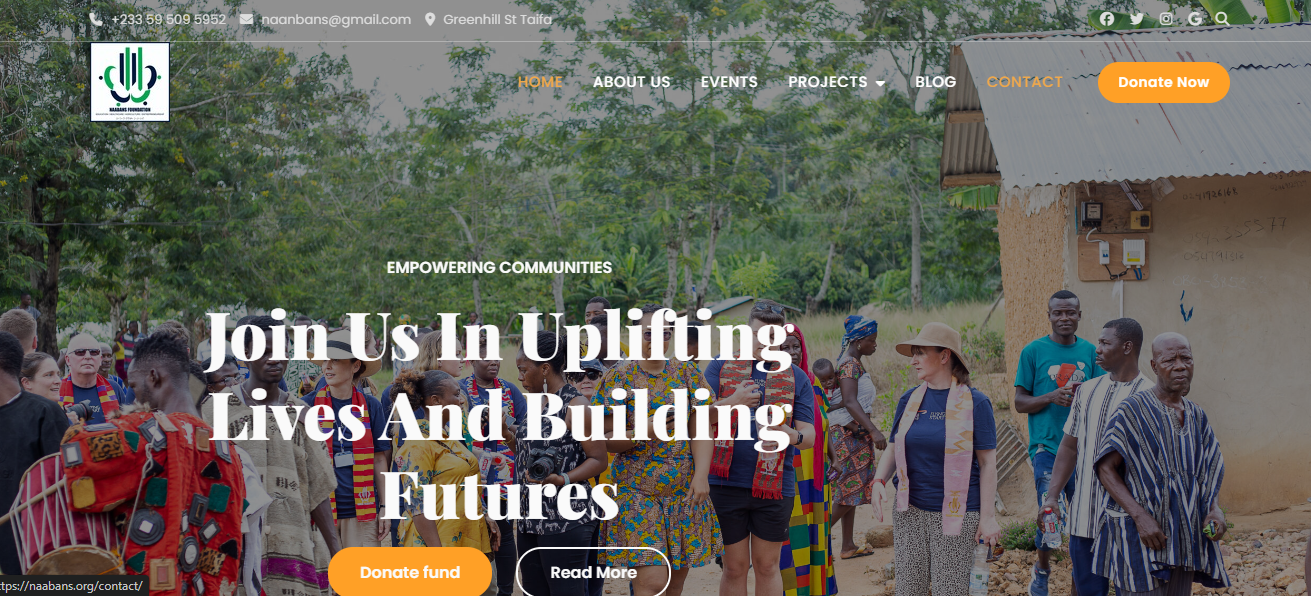 +233 59 509 5952 naanbans@gmail.com Greenhill St Taifa
NAABANS FOUNDATION
HOME ABOUT US EVENTS PROJECTS BLOG CONTACT Donate Now
EMPOWERING COMMUNITIES
Join Us In Uplifting
Lives And Building
Futures
Donate fund Read More
ttps://naabans.org/contact/